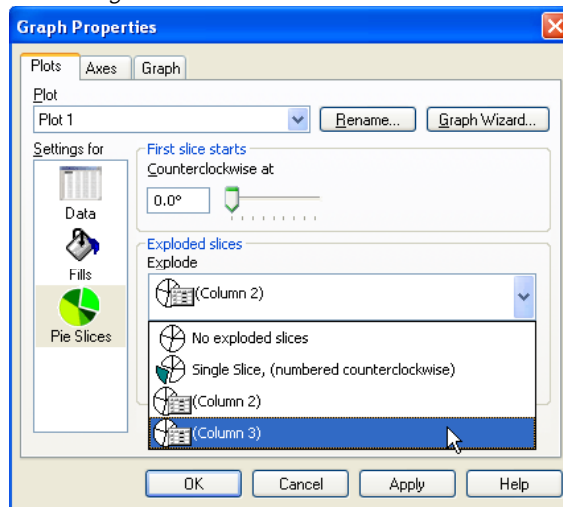 Graph Properties
Plots Axes Graph
Plot
Plot 1 Rename... Graph Wizard...
Settings for First slice starts
Counterclockwise at
0.0°
Data
Exploded slices
Explode
Fills
(Column 2)
Pie Slices
No exploded slices
Single Slice, (numbered counterclockwise)
(Column 2)
(Column 3)
OK Cancel Apply Help